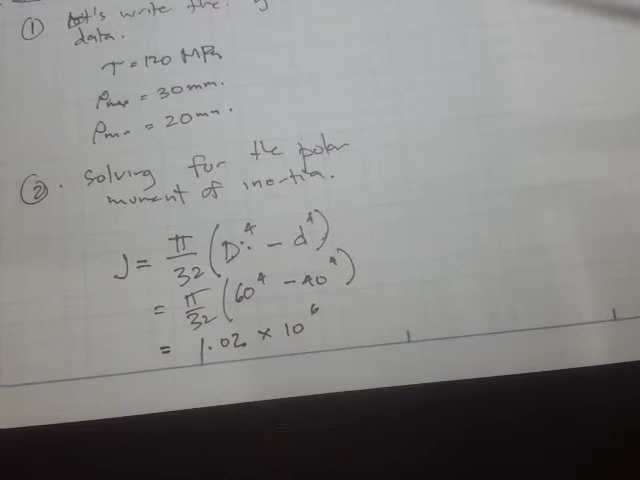 ① Let's write the g
data.
τ = 120 MPa
ρmax = 30mm.
ρmin = 20mm.
②. Solving for the polar
moment of inertia.
J = π/32 (D⁴ - d⁴)
= π/32 (60⁴ - 40⁴)
= 1.02 × 10⁶